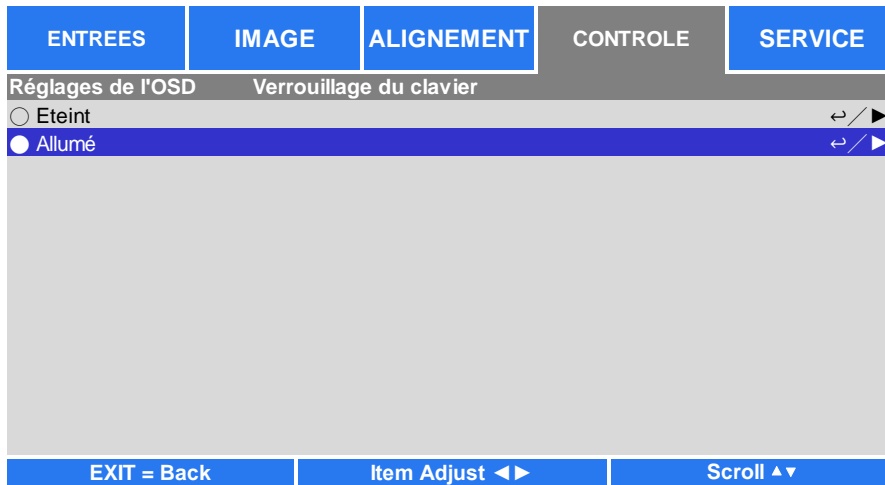 ENTREES IMAGE ALIGNEMENT CONTROLE SERVICE
Réglages de l'OSD Verrouillage du clavier
○ Eteint ↩／►
● Allumé ↩／►
EXIT = Back Item Adjust ◄► Scroll ▲▼